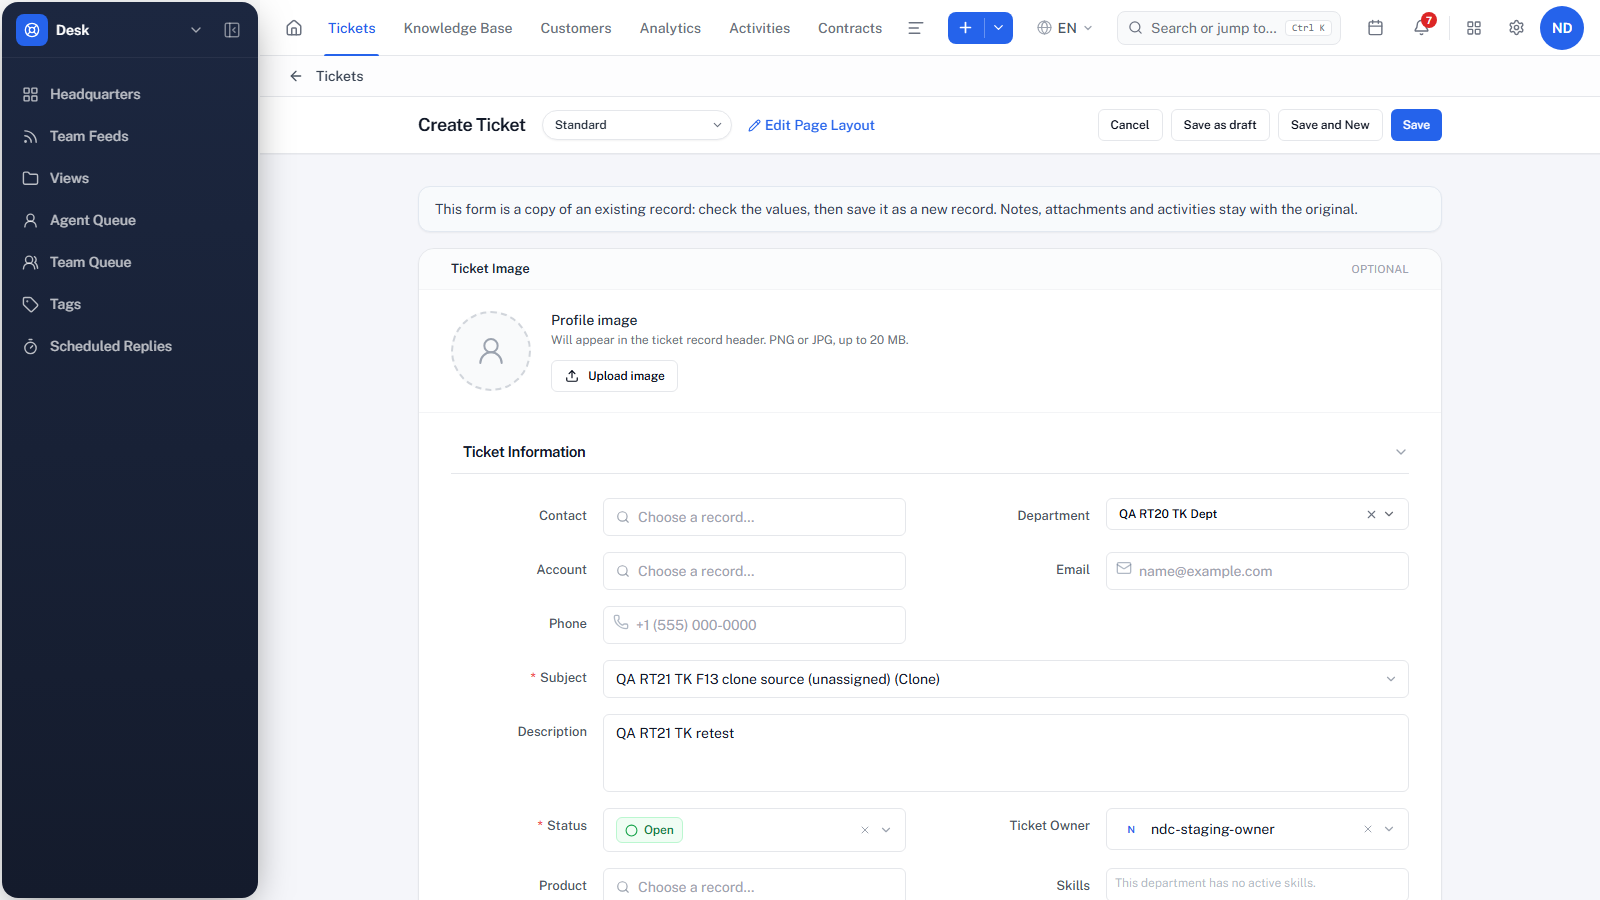 Desk
Headquarters
Team Feeds
Views
Agent Queue
Team Queue
Tags
Scheduled Replies
Tickets
Knowledge Base
Customers
Analytics
Activities
Contracts
EN
Search or jump to...
Ctrl K
7
ND
Tickets
Create Ticket
Standard
Edit Page Layout
Cancel
Save as draft
Save and New
Save
This form is a copy of an existing record: check the values, then save it as a new record. Notes, attachments and activities stay with the original.
Ticket Image
OPTIONAL
Profile image
Will appear in the ticket record header. PNG or JPG, up to 20 MB.
Upload image
Ticket Information
Contact
Choose a record...
Department
QA RT20 TK Dept
Account
Choose a record...
Email
name@example.com
Phone
+1 (555) 000-0000
* Subject
QA RT21 TK F13 clone source (unassigned) (Clone)
Description
QA RT21 TK retest
* Status
Open
Ticket Owner
N
ndc-staging-owner
Product
Choose a record...
Skills
This department has no active skills.